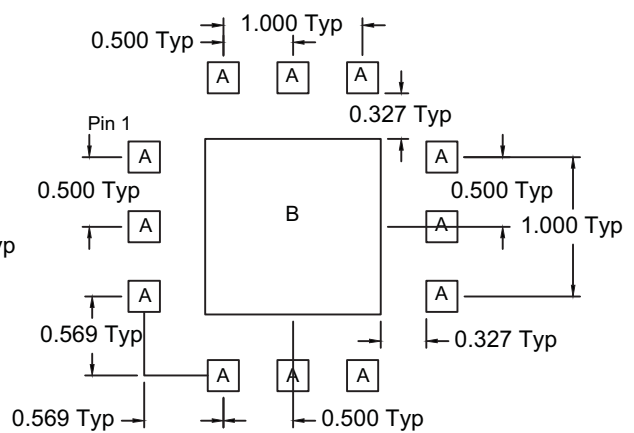 1.000 Typ
0.500 Typ
A A A
0.327 Typ
Pin 1
A A
0.500 Typ 0.500 Typ
B
A A 1.000 Typ
A A
0.569 Typ 0.327 Typ
A A A
0.569 Typ 0.500 Typ